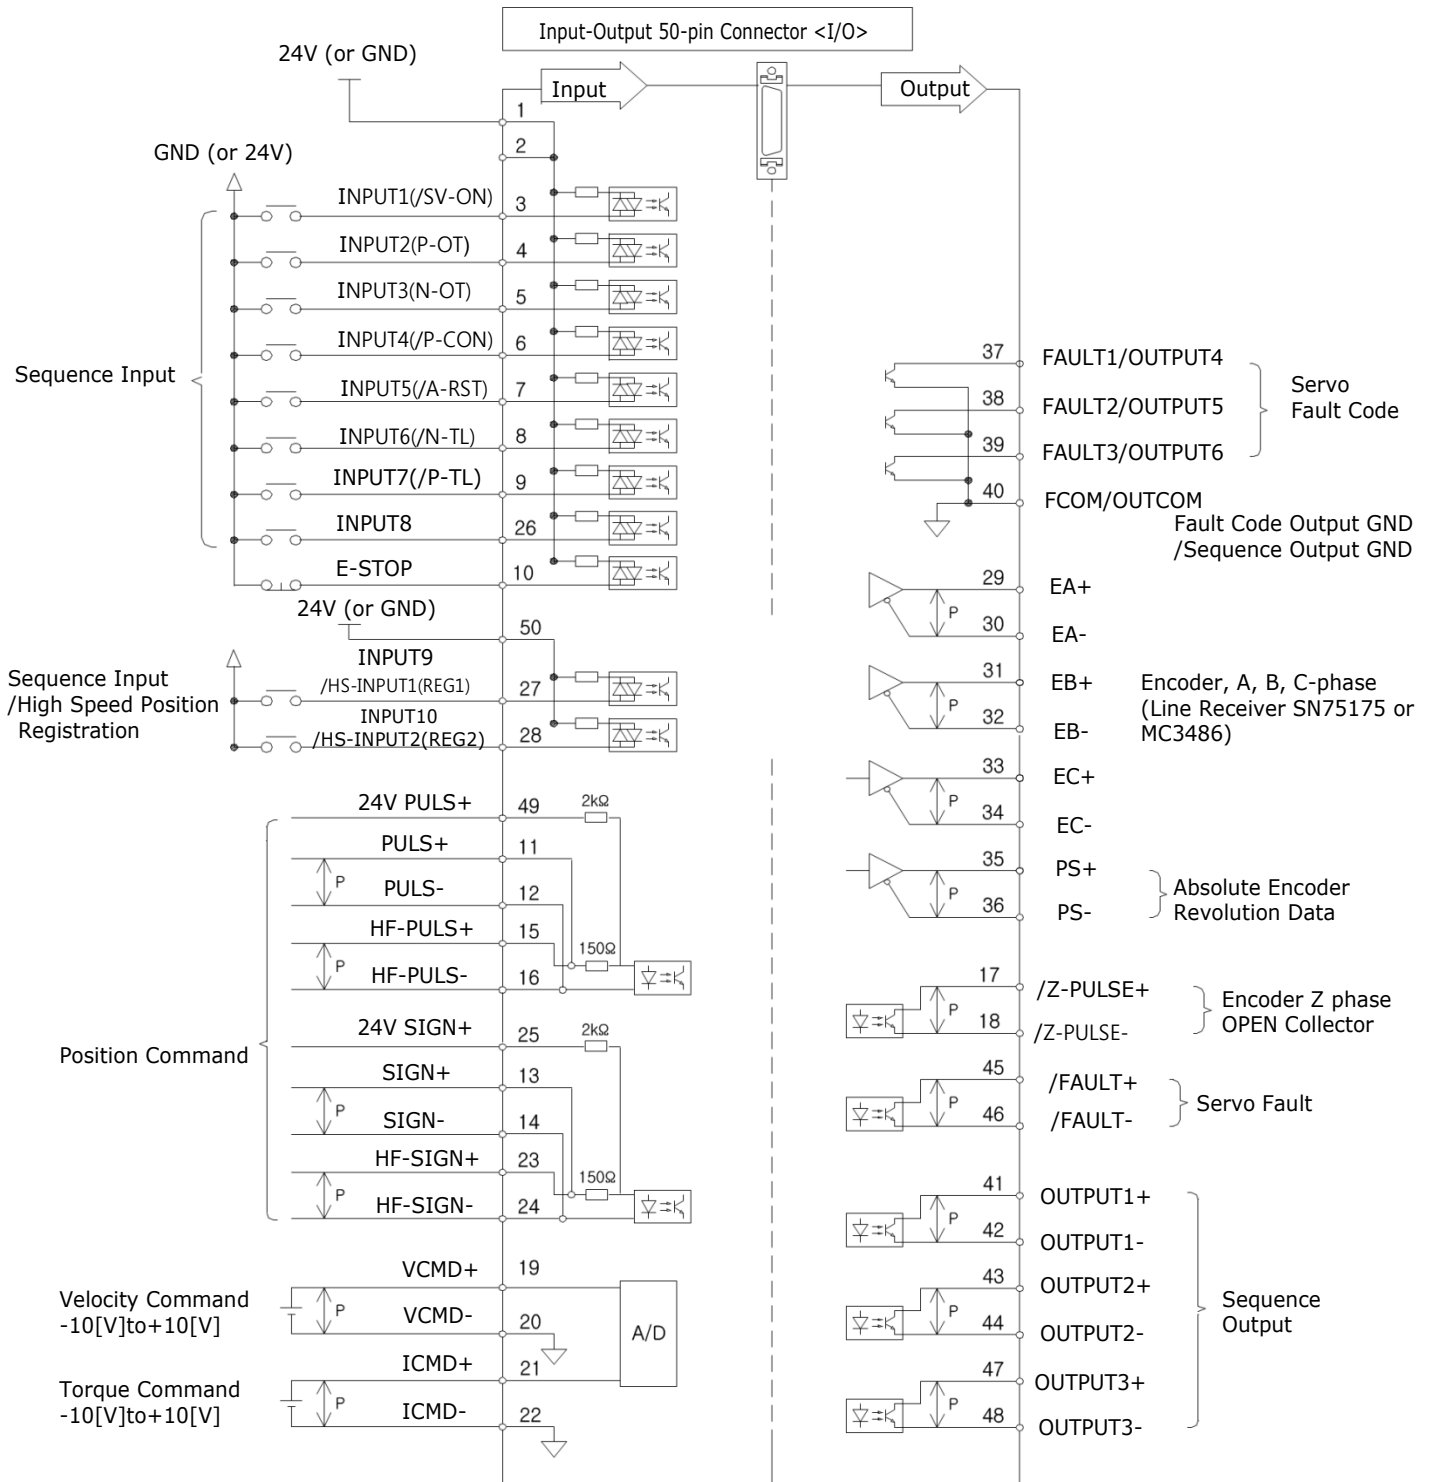 Input-Output 50-pin Connector <I/O>
24V (or GND)
Input
Output
1
2
GND (or 24V)
INPUT1(/SV-ON)
3
INPUT2(P-OT)
4
INPUT3(N-OT)
5
INPUT4(/P-CON)
6
Sequence Input
INPUT5(/A-RST)
7
INPUT6(/N-TL)
8
INPUT7(/P-TL)
9
INPUT8
26
E-STOP
10
24V (or GND)
50
INPUT9
/HS-INPUT1(REG1)
27
Sequence Input
/High Speed Position
Registration
INPUT10
/HS-INPUT2(REG2)
28
24V PULS+
49
2kΩ
PULS+
11
P
PULS-
12
HF-PULS+
15
150Ω
P
HF-PULS-
16
24V SIGN+
25
2kΩ
Position Command
SIGN+
13
P
SIGN-
14
HF-SIGN+
23
150Ω
P
HF-SIGN-
24
VCMD+
19
Velocity Command
-10[V]to+10[V]
P
VCMD-
20
A/D
ICMD+
21
Torque Command
-10[V]to+10[V]
P
ICMD-
22
37
FAULT1/OUTPUT4
38
FAULT2/OUTPUT5
39
FAULT3/OUTPUT6
Servo
Fault Code
40
FCOM/OUTCOM
Fault Code Output GND
/Sequence Output GND
29
EA+
P
30
EA-
31
EB+
P
32
EB-
Encoder, A, B, C-phase
(Line Receiver SN75175 or
MC3486)
33
EC+
P
34
EC-
35
PS+
P
36
PS-
Absolute Encoder
Revolution Data
17
/Z-PULSE+
P
18
/Z-PULSE-
Encoder Z phase
OPEN Collector
45
/FAULT+
P
46
/FAULT-
Servo Fault
41
OUTPUT1+
P
42
OUTPUT1-
43
OUTPUT2+
P
44
OUTPUT2-
Sequence
Output
47
OUTPUT3+
P
48
OUTPUT3-